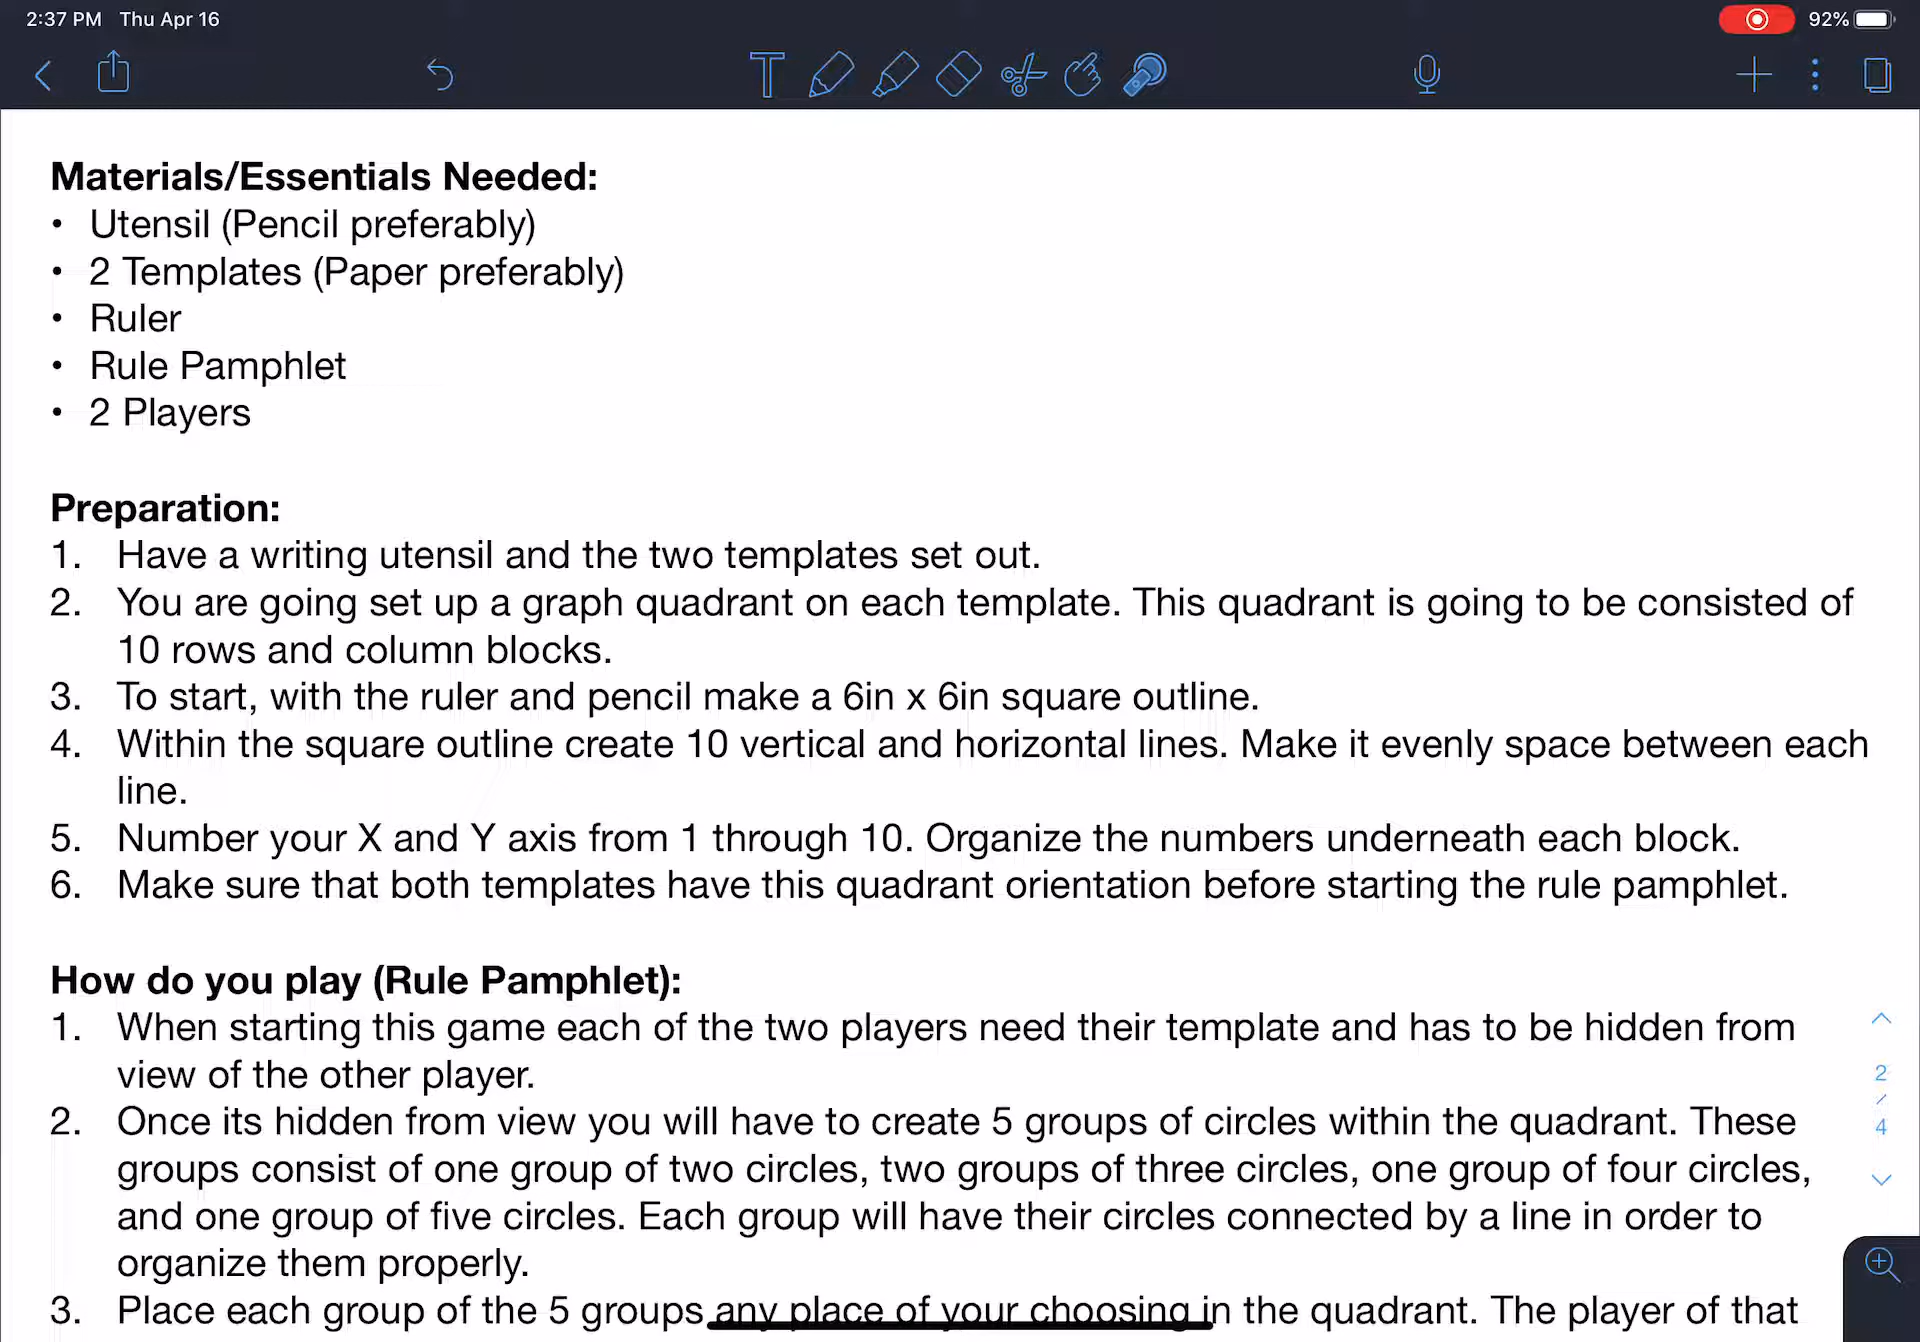 2:37 PM Thu Apr 16 92%
Materials/Essentials Needed:
• Utensil (Pencil preferably)
• 2 Templates (Paper preferably)
• Ruler
• Rule Pamphlet
• 2 Players
Preparation:
1. Have a writing utensil and the two templates set out.
2. You are going set up a graph quadrant on each template. This quadrant is going to be consisted of
10 rows and column blocks.
3. To start, with the ruler and pencil make a 6in x 6in square outline.
4. Within the square outline create 10 vertical and horizontal lines. Make it evenly space between each
line.
5. Number your X and Y axis from 1 through 10. Organize the numbers underneath each block.
6. Make sure that both templates have this quadrant orientation before starting the rule pamphlet.
How do you play (Rule Pamphlet):
1. When starting this game each of the two players need their template and has to be hidden from
view of the other player.
2. Once its hidden from view you will have to create 5 groups of circles within the quadrant. These
groups consist of one group of two circles, two groups of three circles, one group of four circles,
and one group of five circles. Each group will have their circles connected by a line in order to
organize them properly.
3. Place each group of the 5 groups any place of your choosing in the quadrant. The player of that
2
/
4